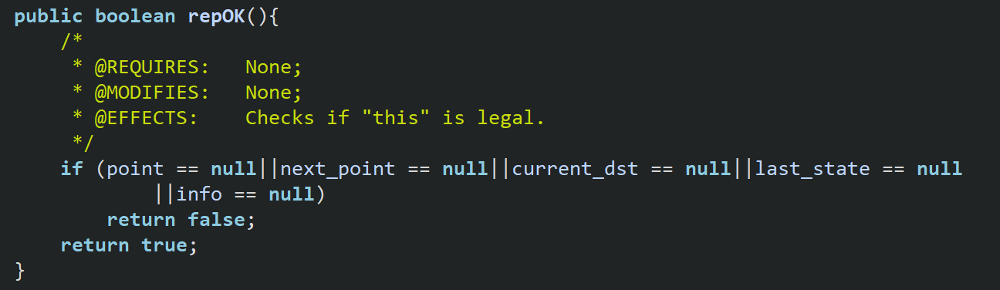 public boolean repOK(){
/*
* @REQUIRES: None;
* @MODIFIES: None;
* @EFFECTS: Checks if "this" is legal.
*/
if (point == null||next_point == null||current_dst == null||last_state == null
||info == null)
return false;
return true;
}